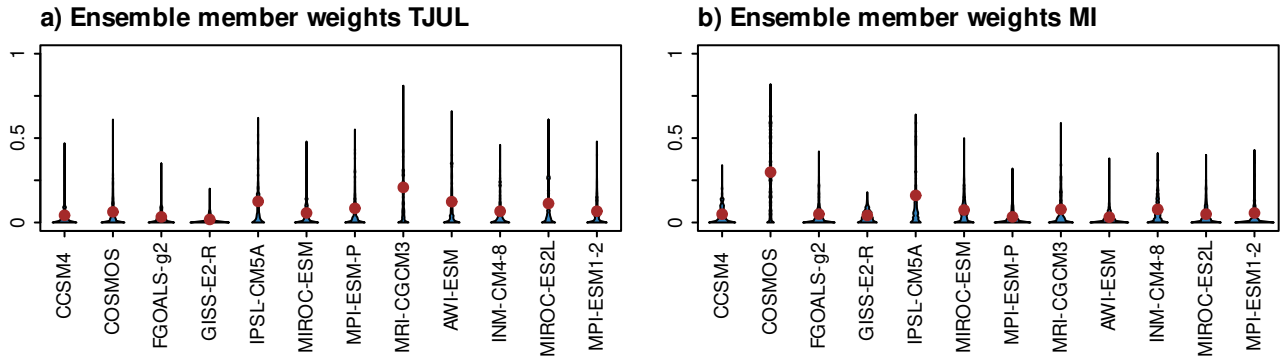 a) Ensemble member weights TJUL
b) Ensemble member weights MI
1
0.5
0
CCSM4
COSMOS
FGOALS-g2
GISS-E2-R
IPSL-CM5A
MIROC-ESM
MPI-ESM-P
MRI-CGCM3
AWI-ESM
INM-CM4-8
MIROC-ES2L
MPI-ESM1-2
1
0.5
0
CCSM4
COSMOS
FGOALS-g2
GISS-E2-R
IPSL-CM5A
MIROC-ESM
MPI-ESM-P
MRI-CGCM3
AWI-ESM
INM-CM4-8
MIROC-ES2L
MPI-ESM1-2